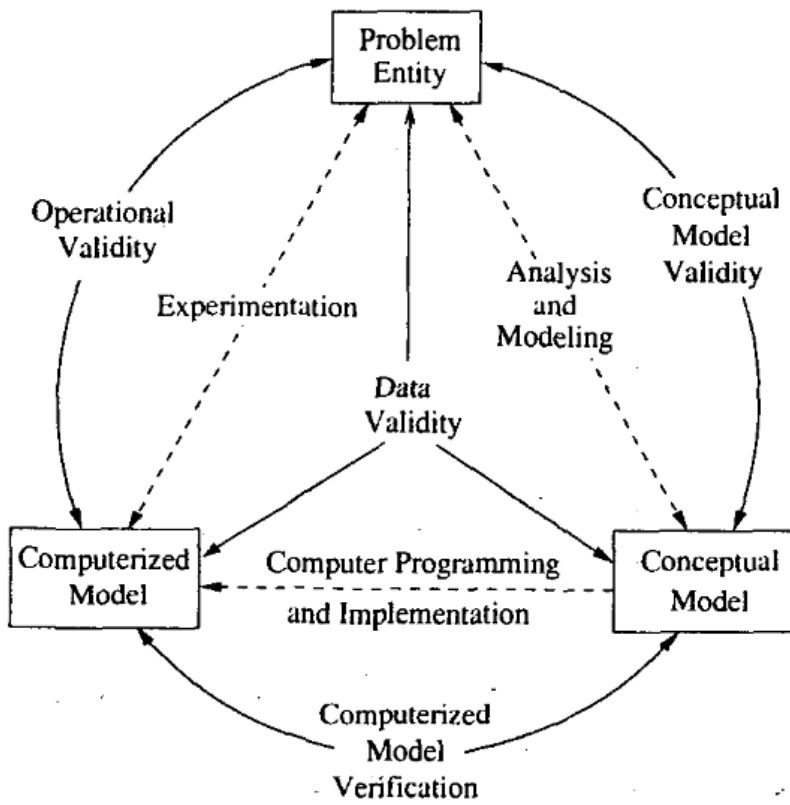 Problem
Entity
Operational
Validity
Conceptual
Model
Validity
Experimentation
Analysis
and
Modeling
Data
Validity
Computerized
Model
Computer Programming
and Implementation
Conceptual
Model
Computerized
Model
Verification